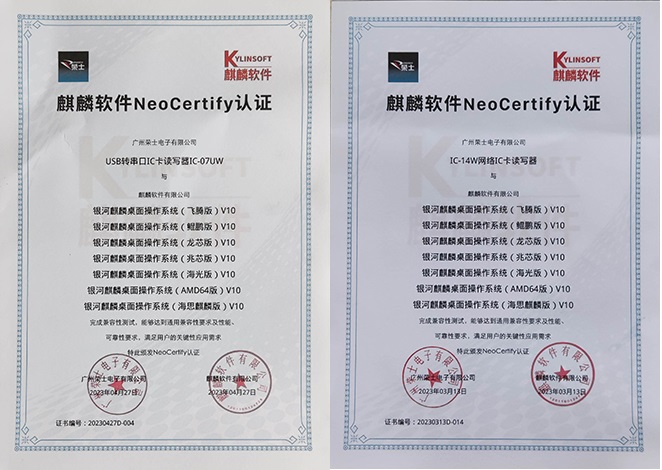 荣士
KYLINSOFT
麒麟软件
麒麟软件NeoCertify认证
广州荣士电子有限公司
USB转串口IC卡读写器IC-07UW
与
麒麟软件有限公司
银河麒麟桌面操作系统（飞腾版）V10
银河麒麟桌面操作系统（鲲鹏版）V10
银河麒麟桌面操作系统（龙芯版）V10
银河麒麟桌面操作系统（兆芯版）V10
银河麒麟桌面操作系统（海光版）V10
银河麒麟桌面操作系统（AMD64版）V10
银河麒麟桌面操作系统（海思麒麟版）V10
完成兼容性测试，能够达到通用兼容性要求及性能、
可靠性要求，满足用户的关键性应用需求
特此颁发NeoCertify认证
广州荣士电子有限公司
麒麟软件有限公司
2023年04月27日
2023年04月27日
证书编号：20230427D-004
荣士
KYLINSOFT
麒麟软件
麒麟软件NeoCertify认证
广州荣士电子有限公司
IC-14W网络IC卡读写器
与
麒麟软件有限公司
银河麒麟桌面操作系统（飞腾版）V10
银河麒麟桌面操作系统（鲲鹏版）V10
银河麒麟桌面操作系统（龙芯版）V10
银河麒麟桌面操作系统（兆芯版）V10
银河麒麟桌面操作系统（海光版）V10
银河麒麟桌面操作系统（AMD64版）V10
银河麒麟桌面操作系统（海思麒麟版）V10
完成兼容性测试，能够达到通用兼容性要求及性能、
可靠性要求，满足用户的关键性应用需求
特此颁发NeoCertify认证
广州荣士电子有限公司
麒麟软件有限公司
2023年03月13日
2023年03月13日
证书编号：20230313D-014